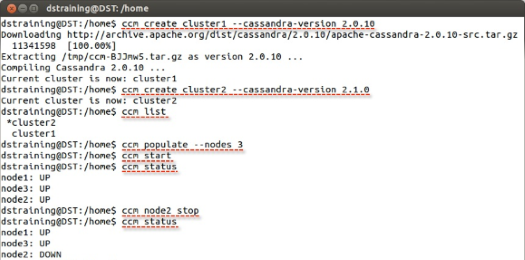 dstraining@DST: /home
dstraining@DST:/home$ ccm create cluster1 --cassandra-version 2.0.10
Downloading http://archive.apache.org/dist/cassandra/2.0.10/apache-cassandra-2.0.10-src.tar.gz
11341598 [100.00%]
Extracting /tmp/ccm-BJJmw5.tar.gz as version 2.0.10 ...
Compiling Cassandra 2.0.10 ...
Current cluster is now: cluster1
dstraining@DST:/home$ ccm create cluster2 --cassandra-version 2.1.0
Current cluster is now: cluster2
dstraining@DST:/home$ ccm list
*cluster2
cluster1
dstraining@DST:/home$ ccm populate --nodes 3
dstraining@DST:/home$ ccm start
dstraining@DST:/home$ ccm status
node1: UP
node3: UP
node2: UP
dstraining@DST:/home$ ccm node2 stop
dstraining@DST:/home$ ccm status
node1: UP
node3: UP
node2: DOWN